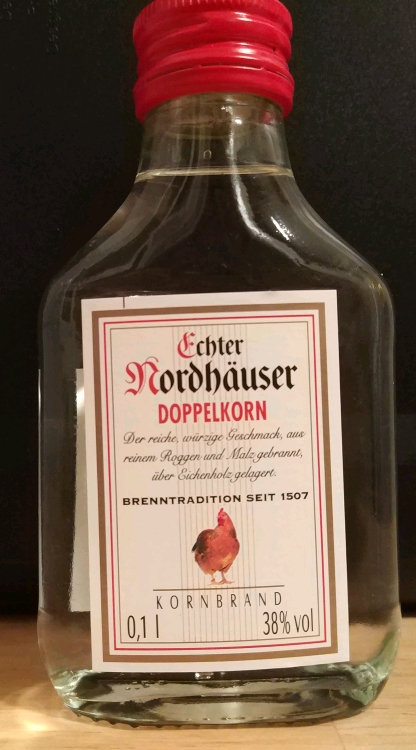 Echter
Nordhäuser
DOPPELKORN
Der reiche, würzige Geschmack, aus
reinem Roggen und Malz gebrannt,
über Eichenholz gelagert.
BRENNTRADITION SEIT 1507
KORNBRAND
0,1 l 38% vol